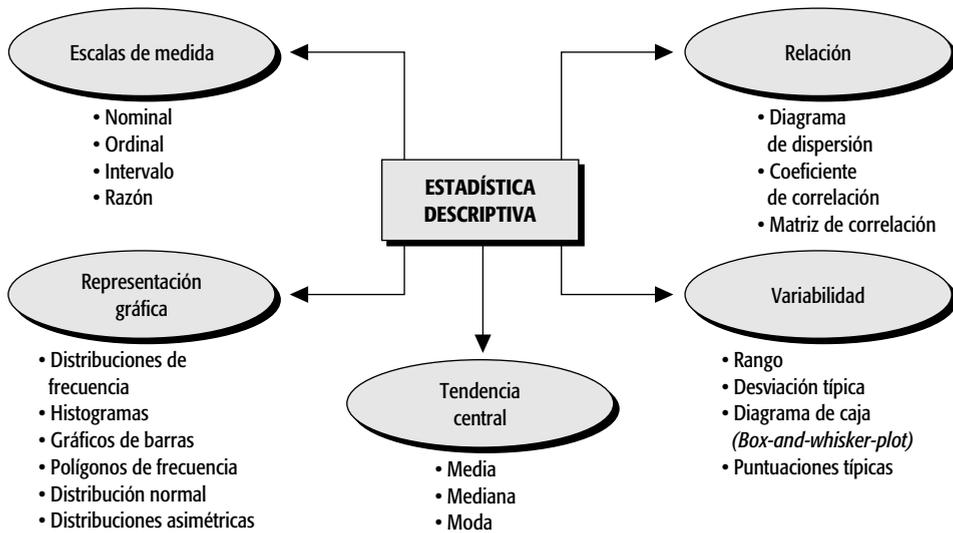 Escalas de medida
• Nominal
• Ordinal
• Intervalo
• Razón
Relación
• Diagrama
de dispersión
• Coeficiente
de correlación
• Matriz de correlación
ESTADÍSTICA
DESCRIPTIVA
Representación
gráfica
• Distribuciones de
frecuencia
• Histogramas
• Gráficos de barras
• Polígonos de frecuencia
• Distribución normal
• Distribuciones asimétricas
Tendencia
central
• Media
• Mediana
• Moda
Variabilidad
• Rango
• Desviación típica
• Diagrama de caja
(Box-and-whisker-plot)
• Puntuaciones típicas